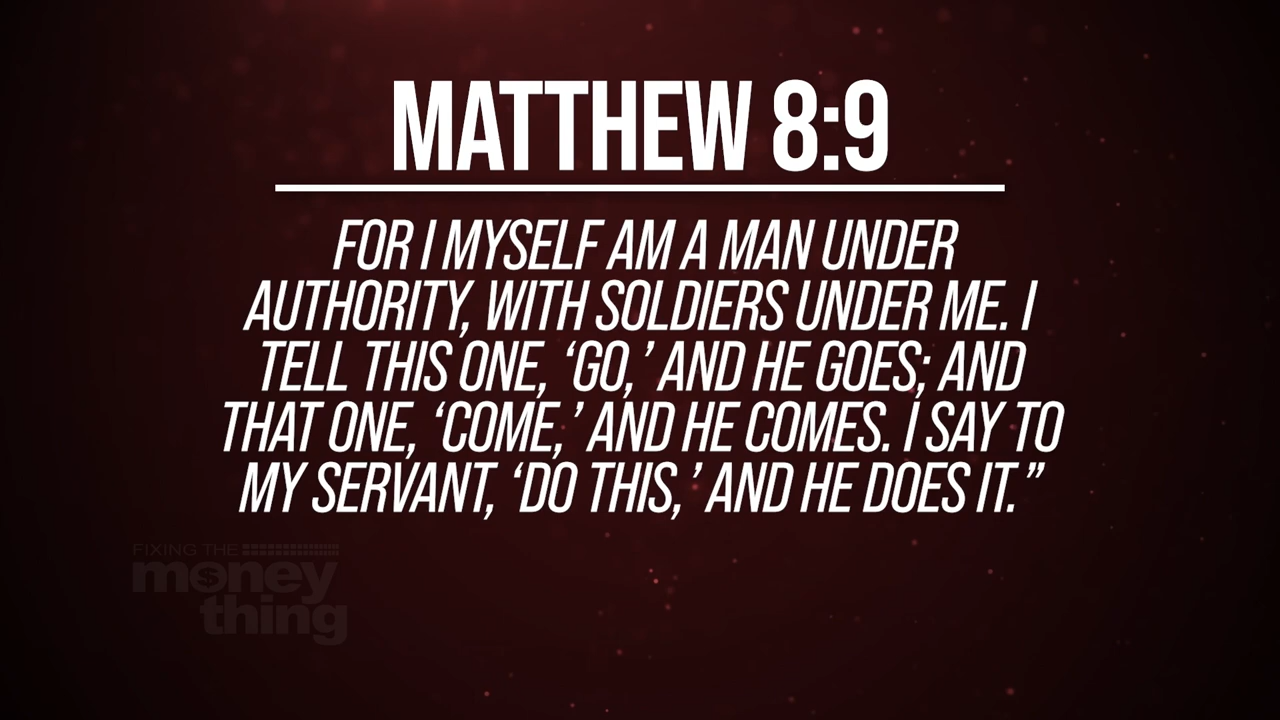 MATTHEW 8:9
FOR I MYSELF AM A MAN UNDER
AUTHORITY, WITH SOLDIERS UNDER ME. I
TELL THIS ONE, ‘GO,’ AND HE GOES; AND
THAT ONE, ‘COME,’ AND HE COMES. I SAY TO
MY SERVANT, ‘DO THIS,’ AND HE DOES IT.”
FIXING THE
money
thing